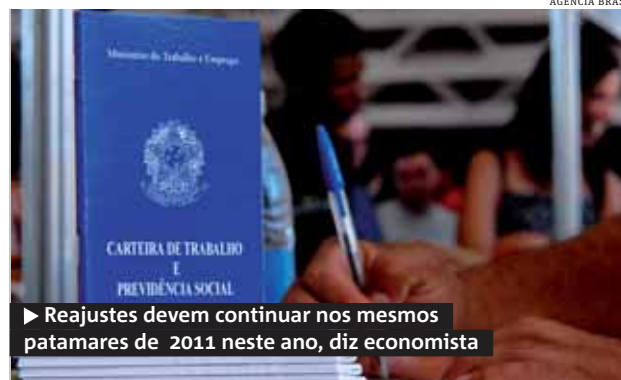 AGÊNCIA BRAS
Ministério do Trabalho e Emprego
CARTEIRA DE TRABALHO
E
PREVIDÊNCIA SOCIAL
▶ Reajustes devem continuar nos mesmos
patamares de 2011 neste ano, diz economista